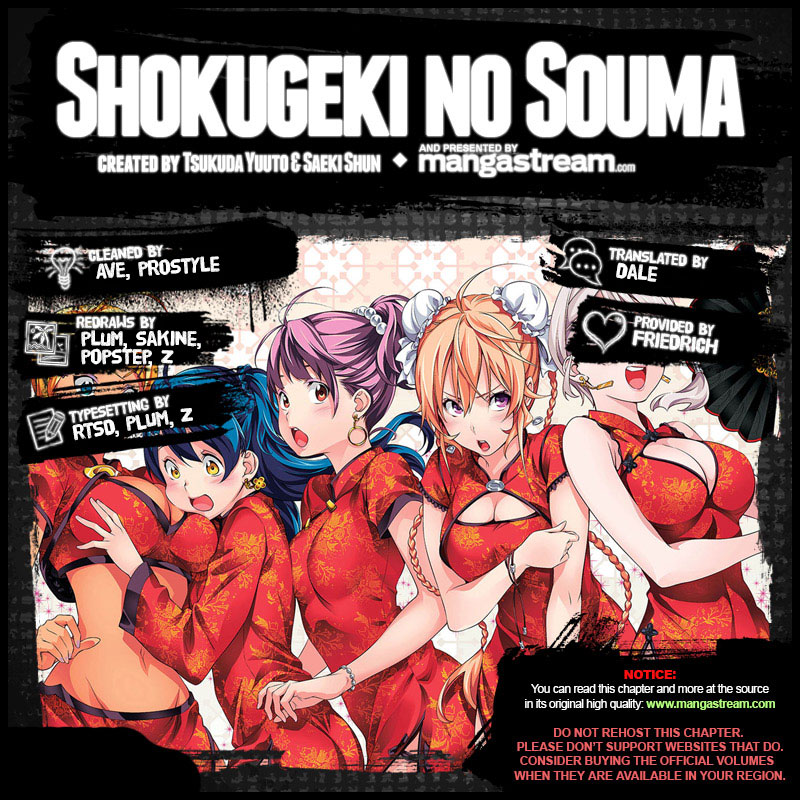 SHOKUGEKI NO SOUMA
CREATED BY TSUKUDA YUUTO & SAEKI SHUN ◆ AND PRESENTED BY mangastream.com
CLEANED BY
AVE, PROSTYLE
REDRAWS BY
PLUM, SAKINE,
POPSTEP, Z
TYPESETTING BY
RTSD, PLUM, Z
TRANSLATED BY
DALE
PROVIDED BY
FRIEDRICH
NOTICE:
You can read this chapter and more at the source
in its original high quality: www.mangastream.com
DO NOT REHOST THIS CHAPTER.
PLEASE DON'T SUPPORT WEBSITES THAT DO.
CONSIDER BUYING THE OFFICIAL VOLUMES
WHEN THEY ARE AVAILABLE IN YOUR REGION.